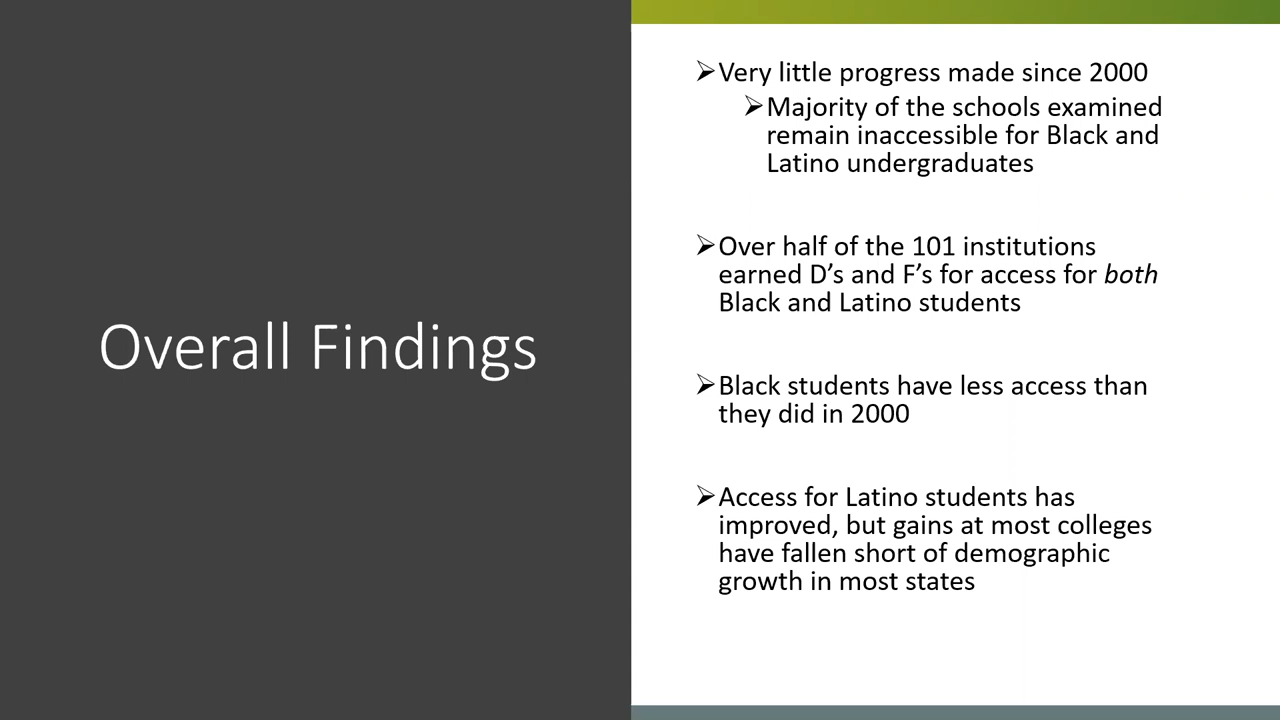 Overall Findings
➢Very little progress made since 2000
➢Majority of the schools examined
remain inaccessible for Black and
Latino undergraduates
➢Over half of the 101 institutions
earned D’s and F’s for access for both
Black and Latino students
➢Black students have less access than
they did in 2000
➢Access for Latino students has
improved, but gains at most colleges
have fallen short of demographic
growth in most states